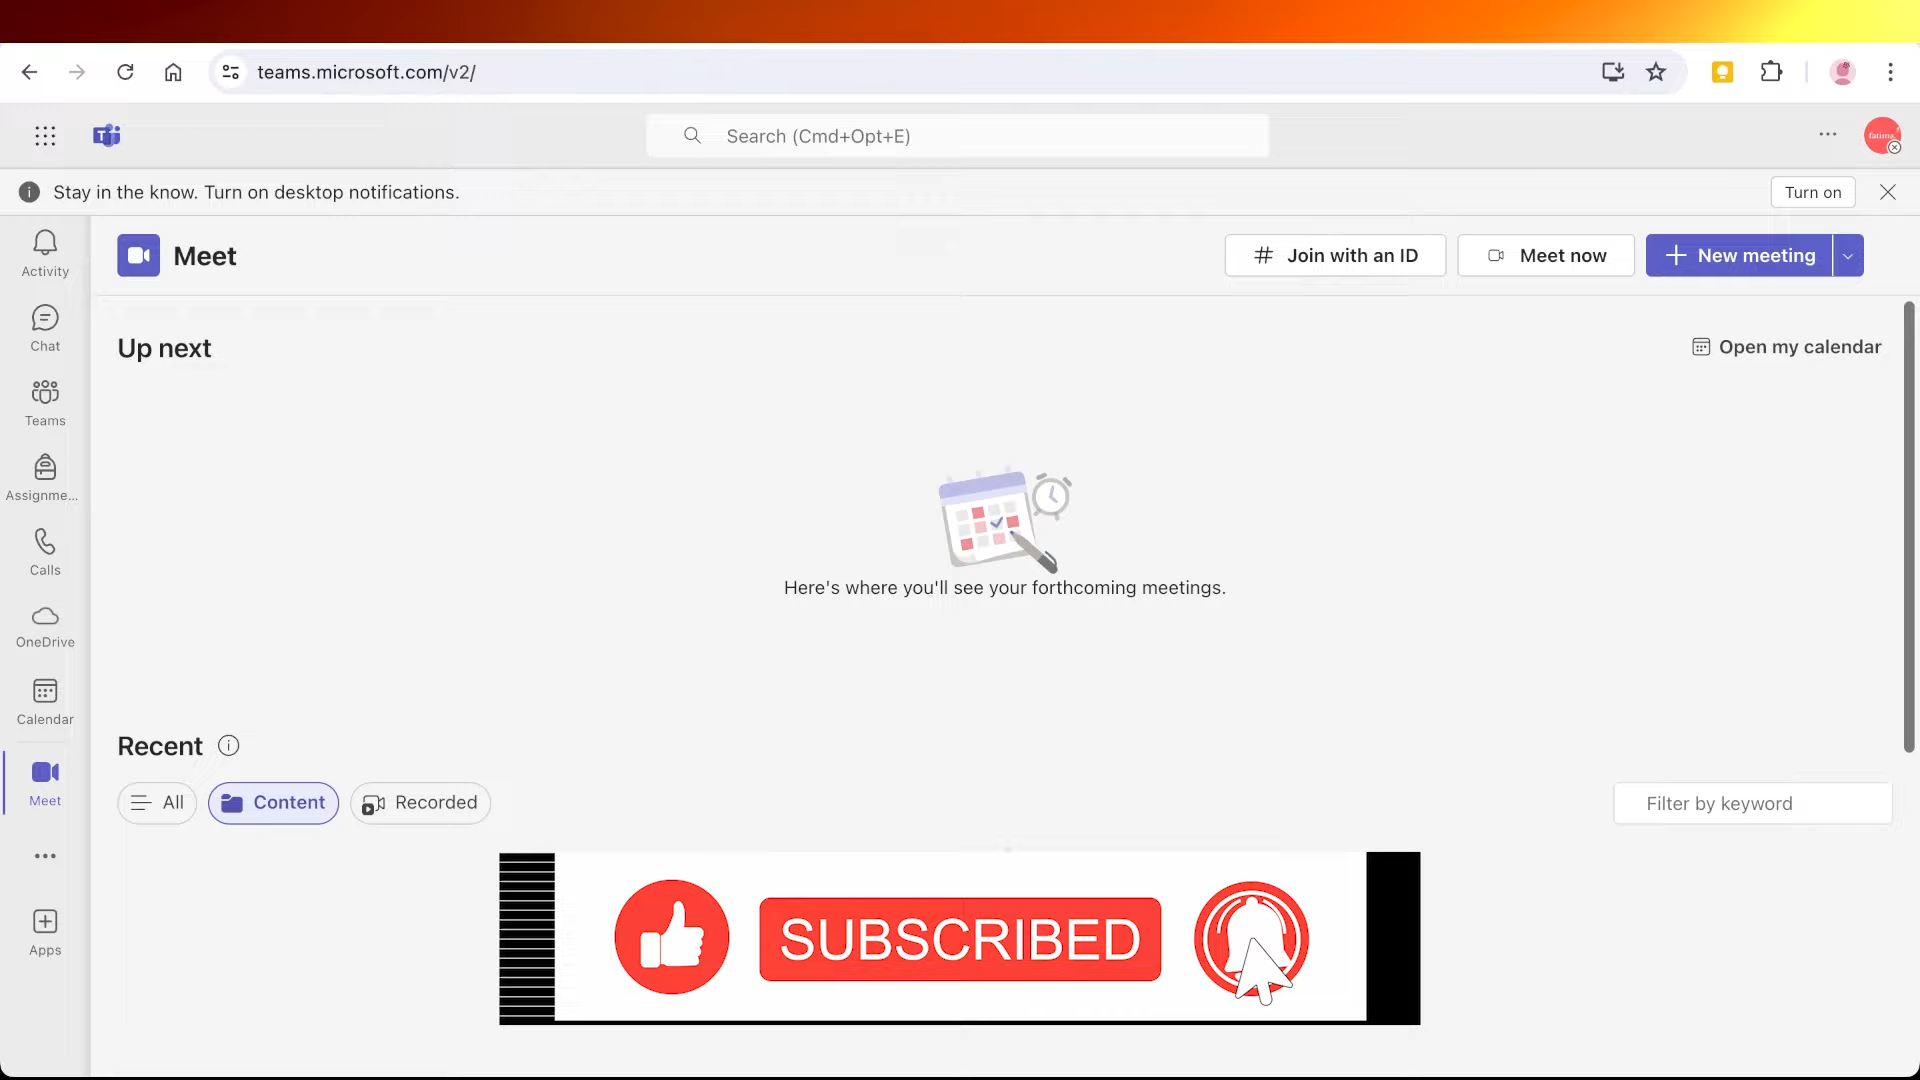 teams.microsoft.com/v2/
Search (Cmd+Opt+E)
fatima
Stay in the know. Turn on desktop notifications.
Turn on
Activity
Chat
Teams
Assignme...
Calls
OneDrive
Calendar
Meet
Apps
Meet
# Join with an ID
Meet now
New meeting
Up next
Open my calendar
Here's where you'll see your forthcoming meetings.
Recent
All
Content
Recorded
Filter by keyword
SUBSCRIBED